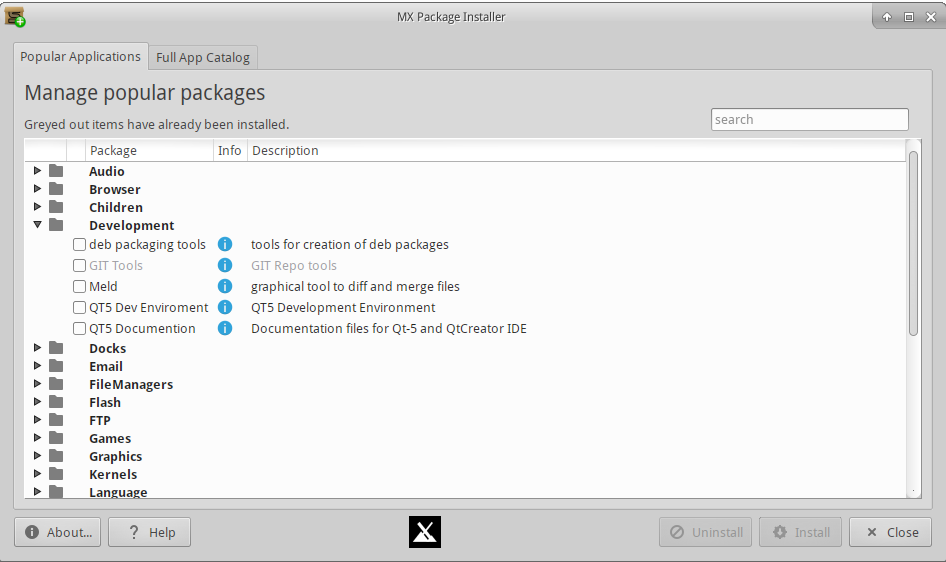 MX Package Installer
Popular Applications Full App Catalog
Manage popular packages
Greyed out items have already been installed.
search
Package Info Description
Audio
Browser
Children
Development
deb packaging tools i tools for creation of deb packages
GIT Tools i GIT Repo tools
Meld i graphical tool to diff and merge files
QT5 Dev Enviroment i QT5 Development Environment
QT5 Documention i Documentation files for Qt-5 and QtCreator IDE
Docks
Email
FileManagers
Flash
FTP
Games
Graphics
Kernels
Language
i About... ? Help Uninstall Install Close